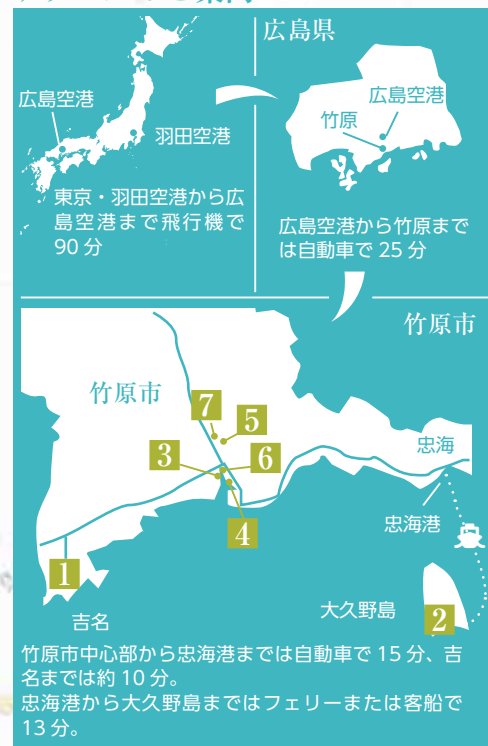 広島空港
羽田空港
東京・羽田空港から広
島空港まで飛行機で
90 分
広島県
広島空港
竹原
広島空港から竹原まで
は自動車で 25 分
竹原市
竹原市
7
5
3
6
4
忠海
忠海港
1
吉名
大久野島
2
竹原市中心部から忠海港までは自動車で 15 分、吉
名までは約 10 分。
忠海港から大久野島まではフェリーまたは客船で
13 分。